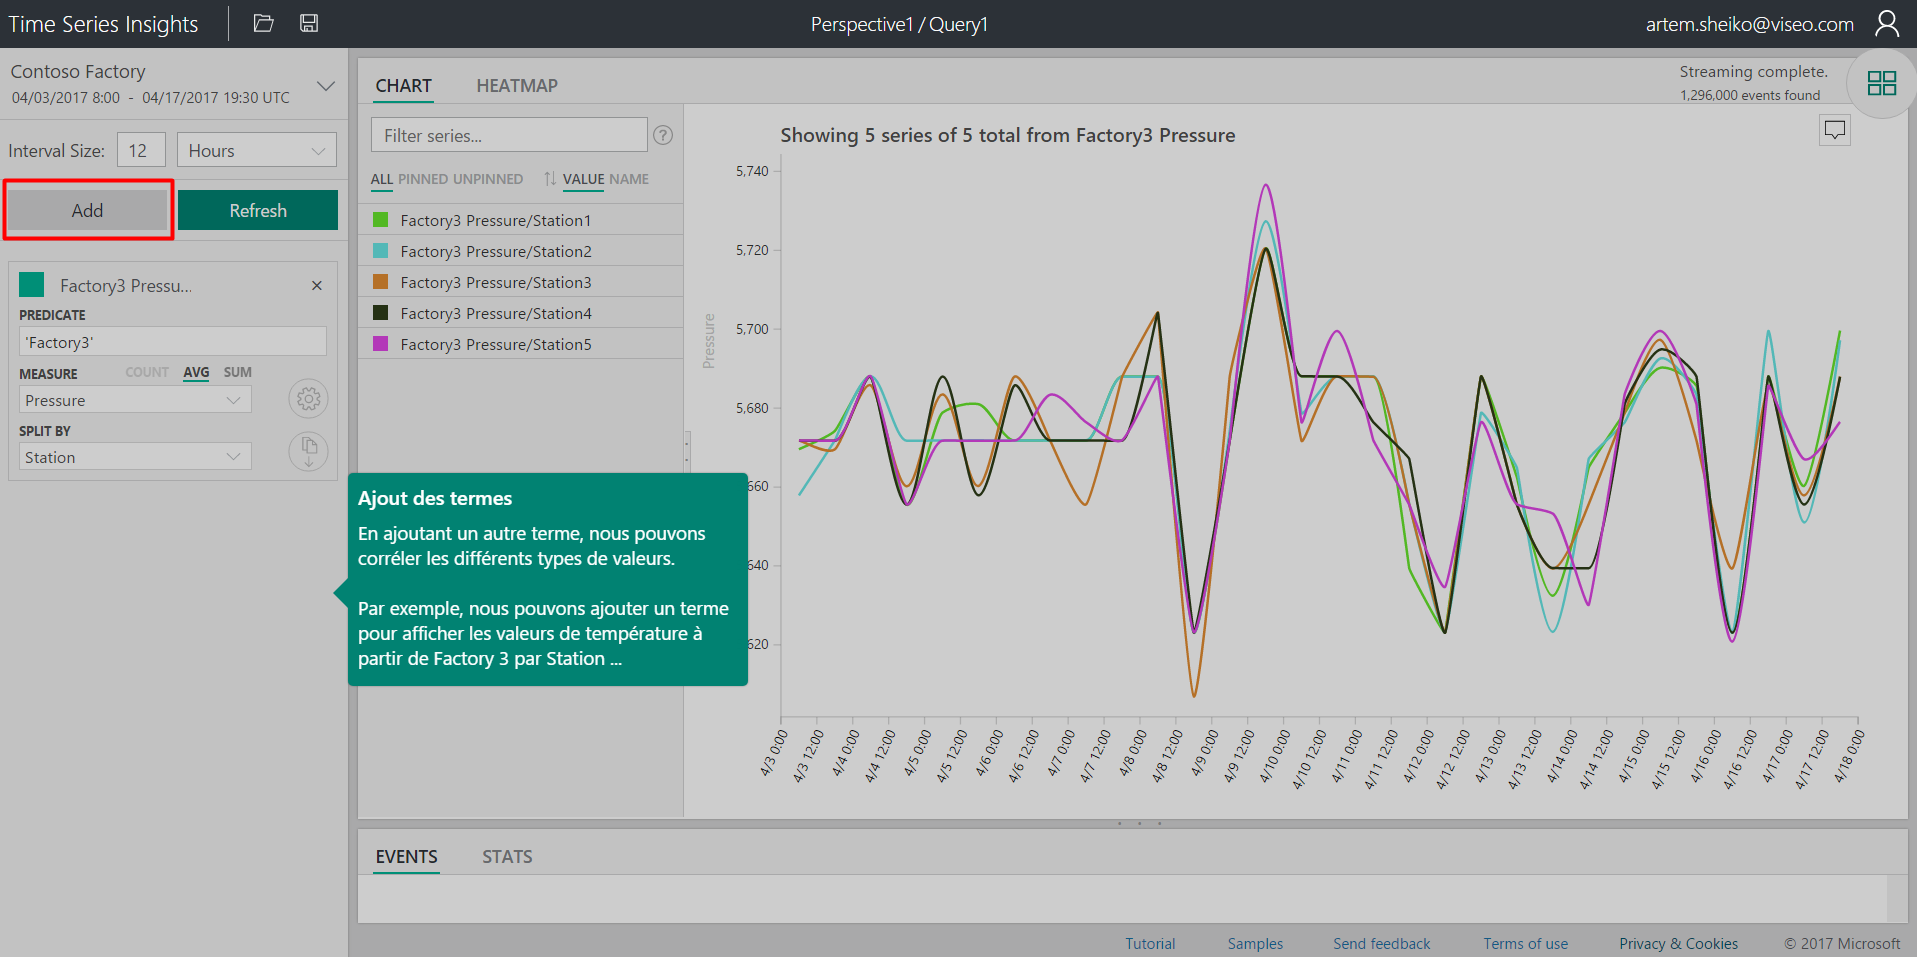 Time Series Insights
Perspective1 / Query1
artem.sheiko@viseo.com
Contoso Factory
04/03/2017 8:00 - 04/17/2017 19:30 UTC
Interval Size: 12 Hours
Add
Refresh
Factory3 Pressu...
PREDICATE
'Factory3'
MEASURE COUNT AVG SUM
Pressure
SPLIT BY
Station
CHART HEATMAP
Streaming complete.
1,296,000 events found
Filter series...
?
ALL PINNED UNPINNED VALUE NAME
Factory3 Pressure/Station1
Factory3 Pressure/Station2
Factory3 Pressure/Station3
Factory3 Pressure/Station4
Factory3 Pressure/Station5
Ajout des termes
En ajoutant un autre terme, nous pouvons
corréler les différents types de valeurs.
Par exemple, nous pouvons ajouter un terme
pour afficher les valeurs de température à
partir de Factory 3 par Station ...
Showing 5 series of 5 total from Factory3 Pressure
Pressure
5,740
5,720
5,700
5,680
660
640
620
4/3 0:00
4/3 12:00
4/4 0:00
4/4 12:00
4/5 0:00
4/5 12:00
4/6 0:00
4/6 12:00
4/7 0:00
4/7 12:00
4/8 0:00
4/8 12:00
4/9 0:00
4/9 12:00
4/10 0:00
4/10 12:00
4/11 0:00
4/11 12:00
4/12 0:00
4/12 12:00
4/13 0:00
4/13 12:00
4/14 0:00
4/14 12:00
4/15 0:00
4/15 12:00
4/16 0:00
4/16 12:00
4/17 0:00
4/17 12:00
4/18 0:00
EVENTS STATS
Tutorial Samples Send feedback Terms of use Privacy & Cookies © 2017 Microsoft